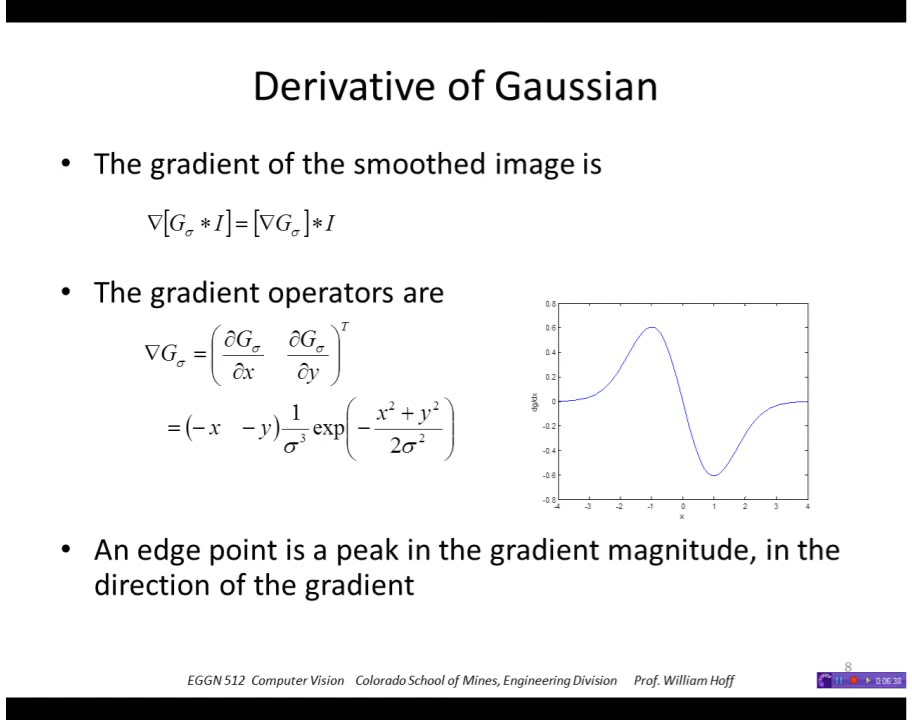 Derivative of Gaussian
• The gradient of the smoothed image is
∇[G_σ * I] = [∇G_σ] * I
• The gradient operators are
∇G_σ = (∂G_σ/∂x ∂G_σ/∂y)^T
= (−x −y) 1/σ³ exp(−(x² + y²)/(2σ²))
0.8
0.6
0.4
0.2
0
-0.2
-0.4
-0.6
-0.8
dg/dx
-4 -3 -2 -1 0 1 2 3 4
x
• An edge point is a peak in the gradient magnitude, in the
direction of the gradient
8
EGGN 512 Computer Vision Colorado School of Mines, Engineering Division Prof. William Hoff
0:06:33